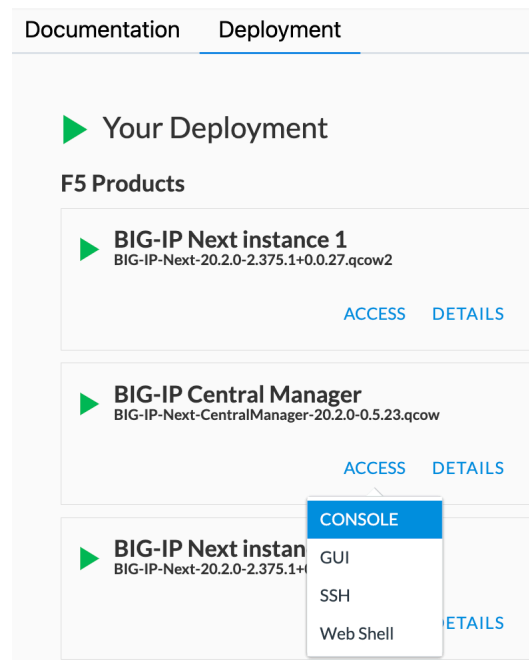 Documentation Deployment
Your Deployment
F5 Products
BIG-IP Next instance 1
BIG-IP-Next-20.2.0-2.375.1+0.0.27.qcow2
ACCESS DETAILS
BIG-IP Central Manager
BIG-IP-Next-CentralManager-20.2.0-0.5.23.qcow
ACCESS DETAILS
CONSOLE
GUI
SSH
Web Shell
BIG-IP Next instan
BIG-IP-Next-20.2.0-2.375.1+
ETAILS